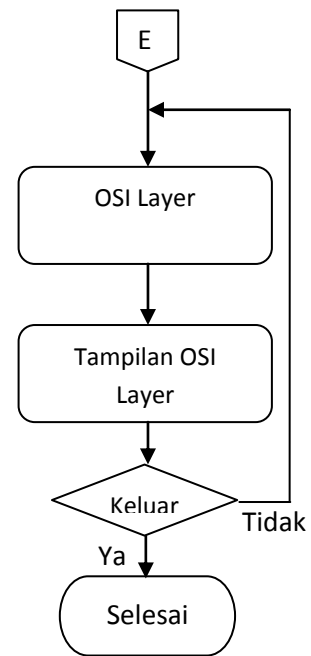 E
OSI Layer
Tampilan OSI
Layer
Keluar
Tidak
Ya
Selesai